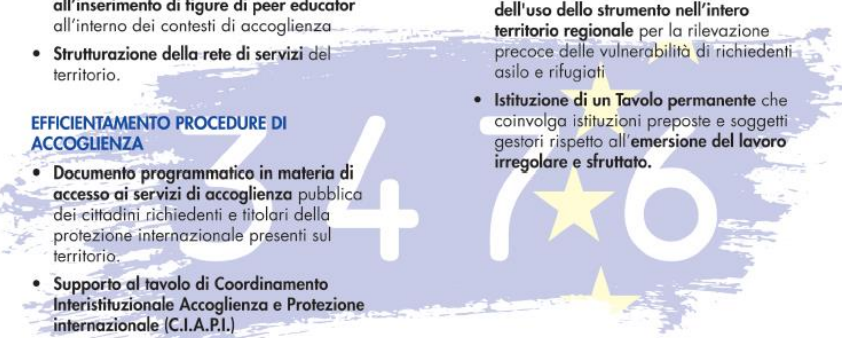 all'inserimento di figure di peer educator
all'interno dei contesti di accoglienza
• Strutturazione della rete di servizi del
territorio.
EFFICIENTAMENTO PROCEDURE DI
ACCOGLIENZA
• Documento programmatico in materia di
accesso ai servizi di accoglienza pubblica
dei cittadini richiedenti e titolari della
protezione internazionale presenti sul
territorio.
• Supporto al tavolo di Coordinamento
Interistituzionale Accoglienza e Protezione
internazionale (C.I.A.P.I.)
dell'uso dello strumento nell'intero
territorio regionale per la rilevazione
precoce delle vulnerabilità di richiedenti
asilo e rifugiati
• Istituzione di un Tavolo permanente che
coinvolga istituzioni preposte e soggetti
gestori rispetto all'emersione del lavoro
irregolare e sfruttato.
3476